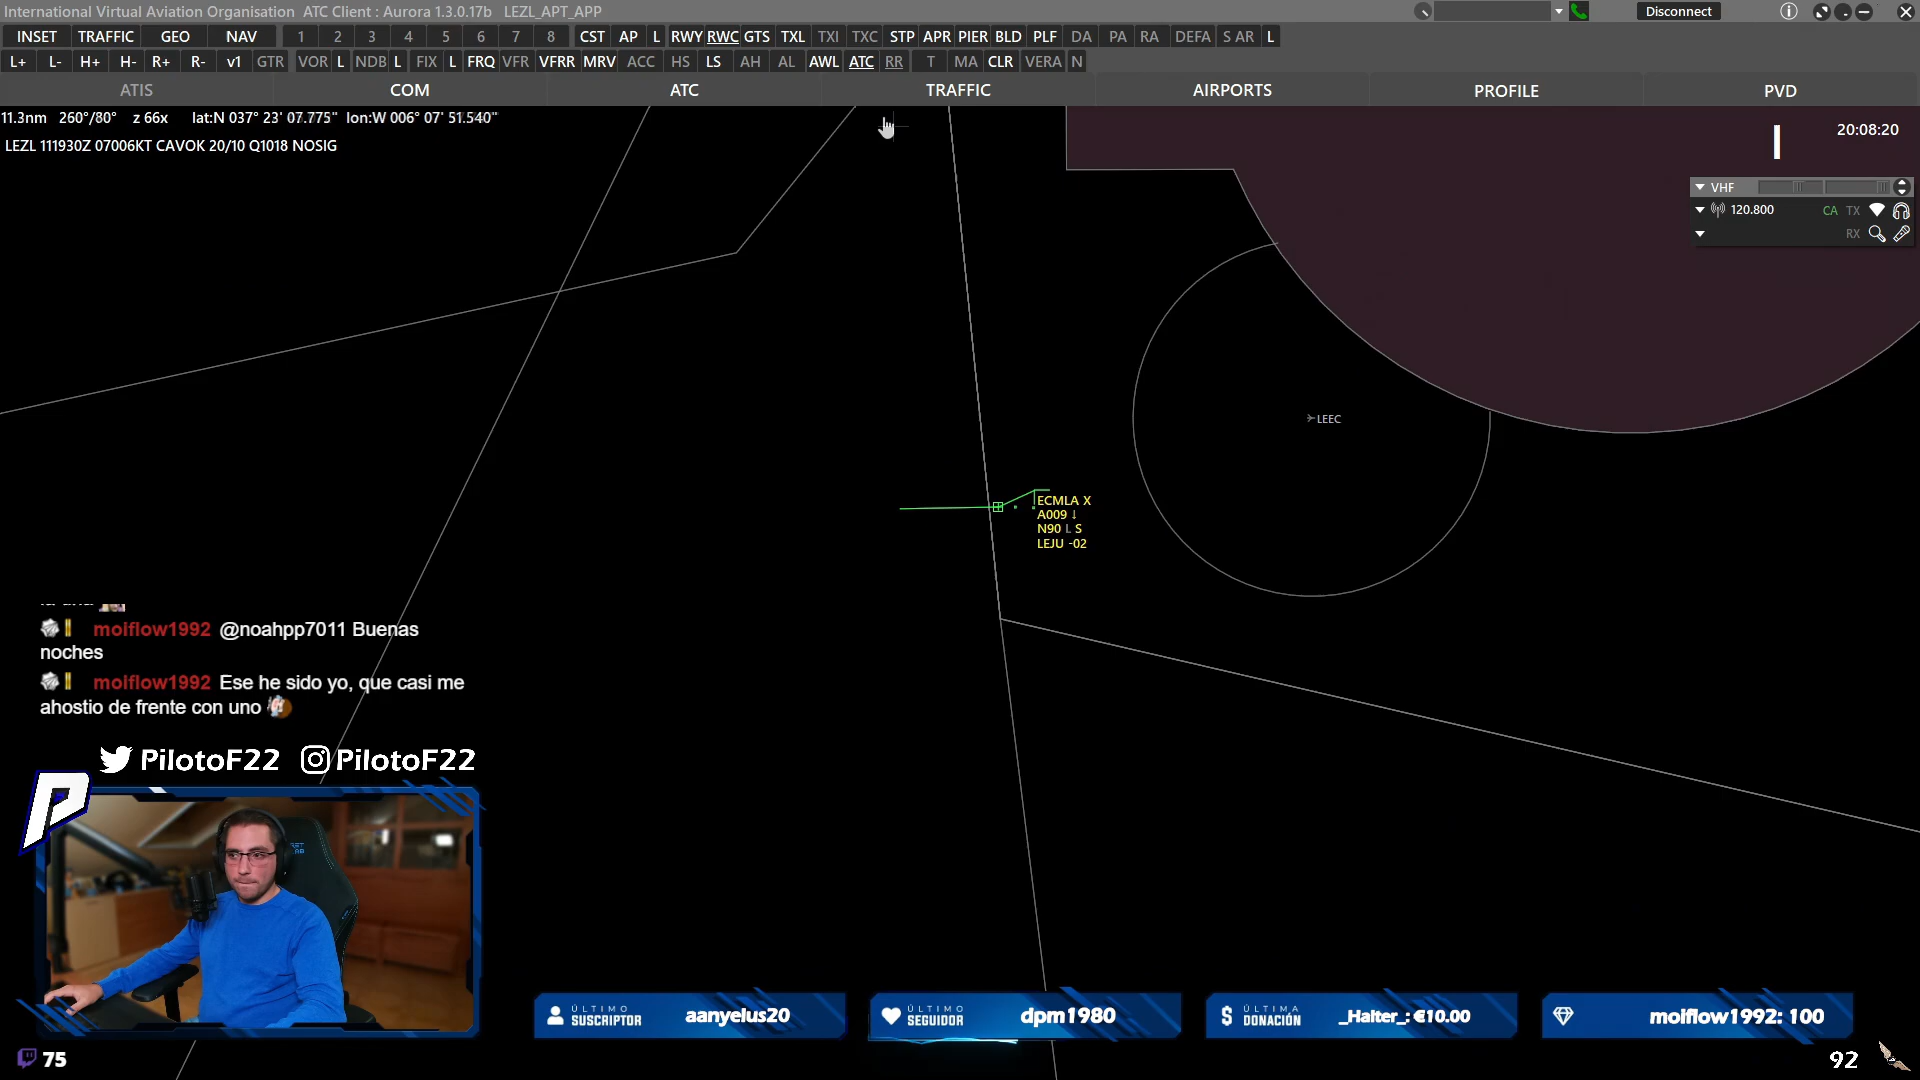 International Virtual Aviation Organisation ATC Client : Aurora 1.3.0.17b LEZL_APT_APP
Disconnect
INSET TRAFFIC GEO NAV 1 2 3 4 5 6 7 8 CST AP L RWY RWC GTS TXL TXI TXC STP APR PIER BLD PLF DA PA RA DEFA S AR L
L+ L- H+ H- R+ R- v1 GTR VOR L NDB L FIX L FRQ VFR VFRR MRV ACC HS LS AH AL AWL ATC RR T MA CLR VERA N
ATIS COM ATC TRAFFIC AIRPORTS PROFILE PVD
11.3nm 260°/80° z 66x lat:N 037° 23' 07.775" lon:W 006° 07' 51.540"
20:08:20
LEZL 111930Z 07006KT CAVOK 20/10 Q1018 NOSIG
VHF
120.800 CA TX
RX
LEEC
ECMLA X
A009 ↓
N90 L S
LEJU -02
moiflow1992 @noahpp7011 Buenas
noches
moiflow1992 Ese he sido yo, que casi me
ahostio de frente con uno
PilotoF22 PilotoF22
ÚLTIMO
SUSCRIPTOR
aanyelus20
ÚLTIMO
SEGUIDOR
dpm1980
ÚLTIMA
DONACIÓN
_Halter_: €10.00
moiflow1992: 100
75
92